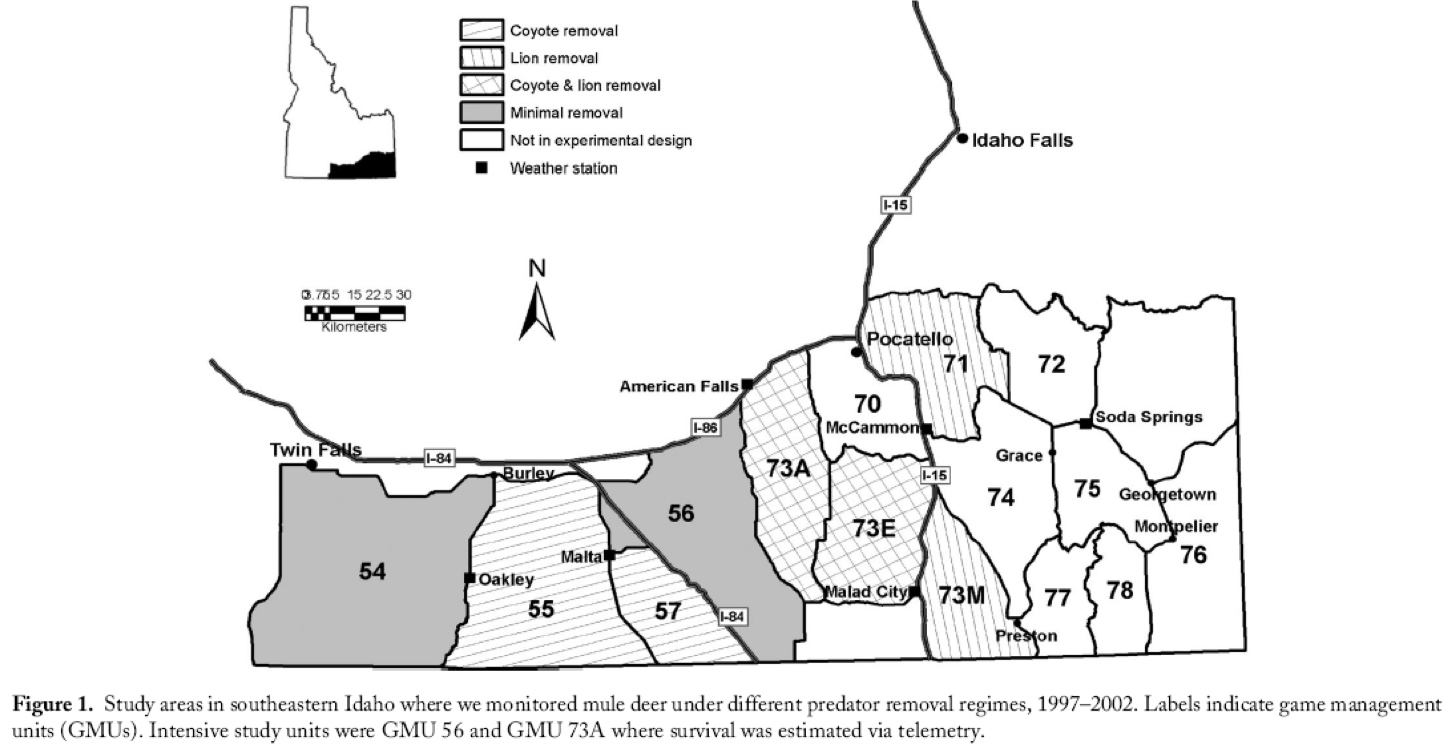 Coyote removal
Lion removal
Coyote & lion removal
Minimal removal
Not in experimental design
Weather station
Idaho Falls
I-15
N
15 22.5 30
Kilometers
Pocatello
71
72
American Falls
70
Soda Springs
I-86
McCammon
Twin Falls
I-84
Burley
73A
I-15
Grace
74
75
Georgetown
56
73E
Montpelier
76
54
Malta
Oakley
55
57
I-84
Malad City
73M
77
78
Preston
Figure 1. Study areas in southeastern Idaho where we monitored mule deer under different predator removal regimes, 1997–2002. Labels indicate game management
units (GMUs). Intensive study units were GMU 56 and GMU 73A where survival was estimated via telemetry.